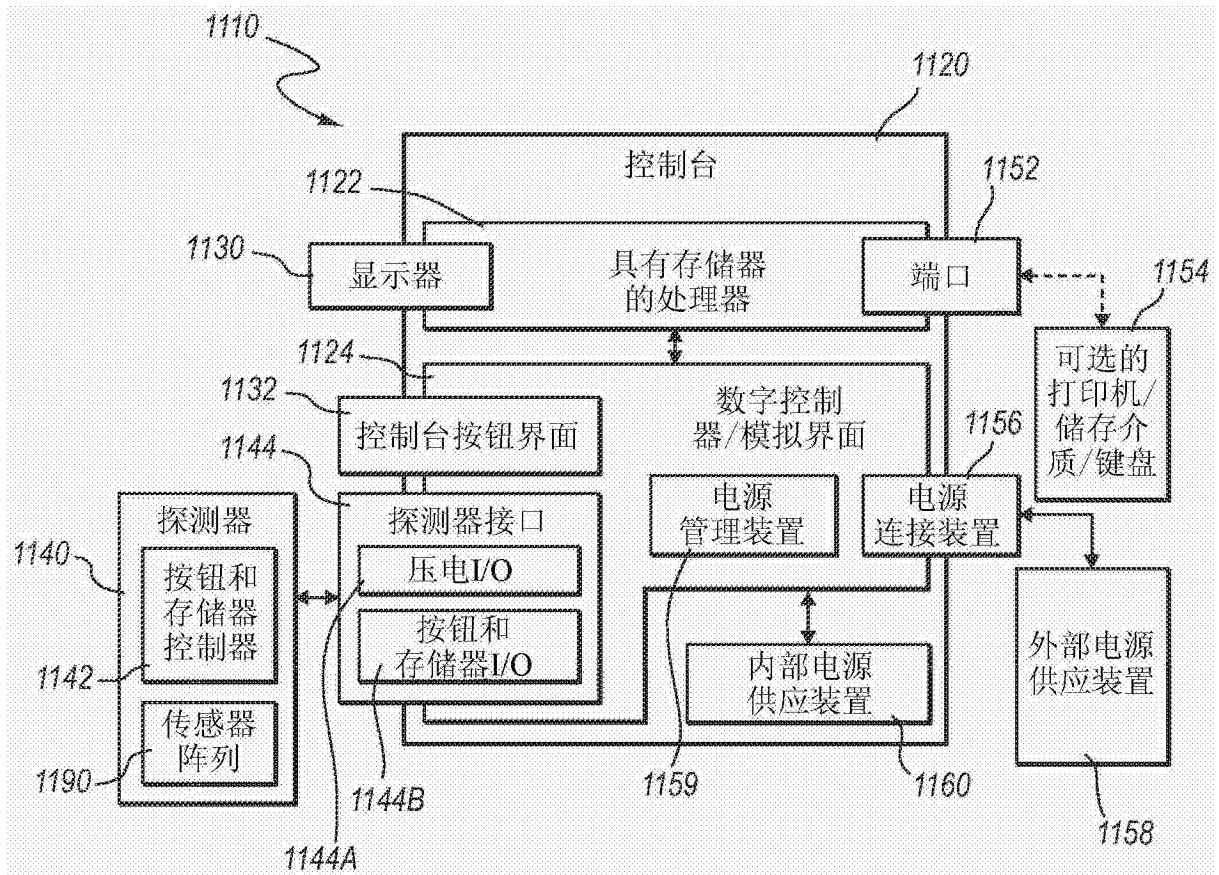 1110
1120
控制台
1122
1152
1130
显示器
具有存储器
的处理器
端口
1154
1124
1132
控制台按钮界面
数字控制
器/模拟界面
可选的
打印机/
储存介
质/键盘
1144
1156
探测器
探测器接口
电源
管理装置
电源
连接装置
1140
按钮和
存储器
控制器
压电I/O
按钮和
存储器I/O
1142
内部电源
供应装置
外部电源
供应装置
传感器
阵列
1190
1144B
1159
1160
1144A
1158